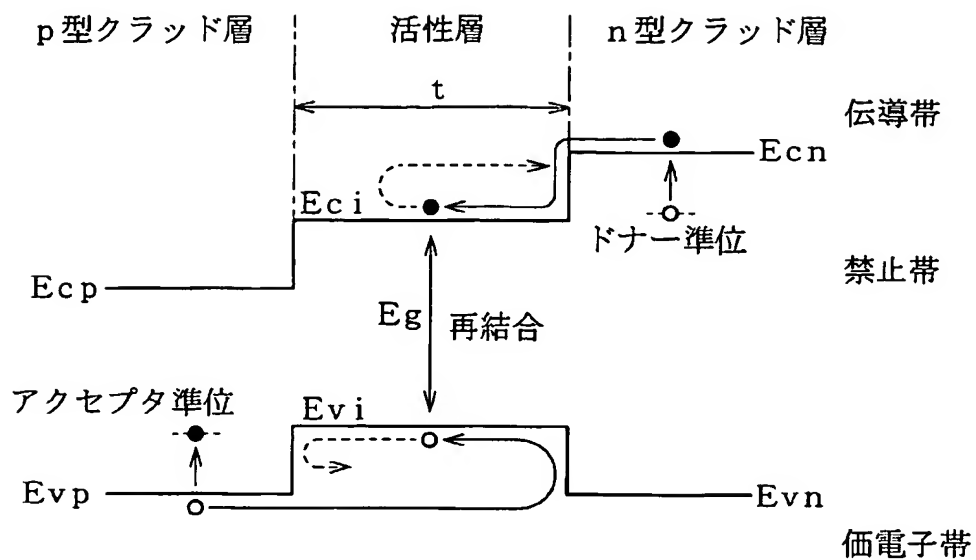 p型クラッド層 活性層 n型クラッド層
t
伝導帯
Ecn
Eci
ドナー準位
禁止帯
Ecp
Eg 再結合
アクセプタ準位
Evi
Evp
Evn
価電子帯